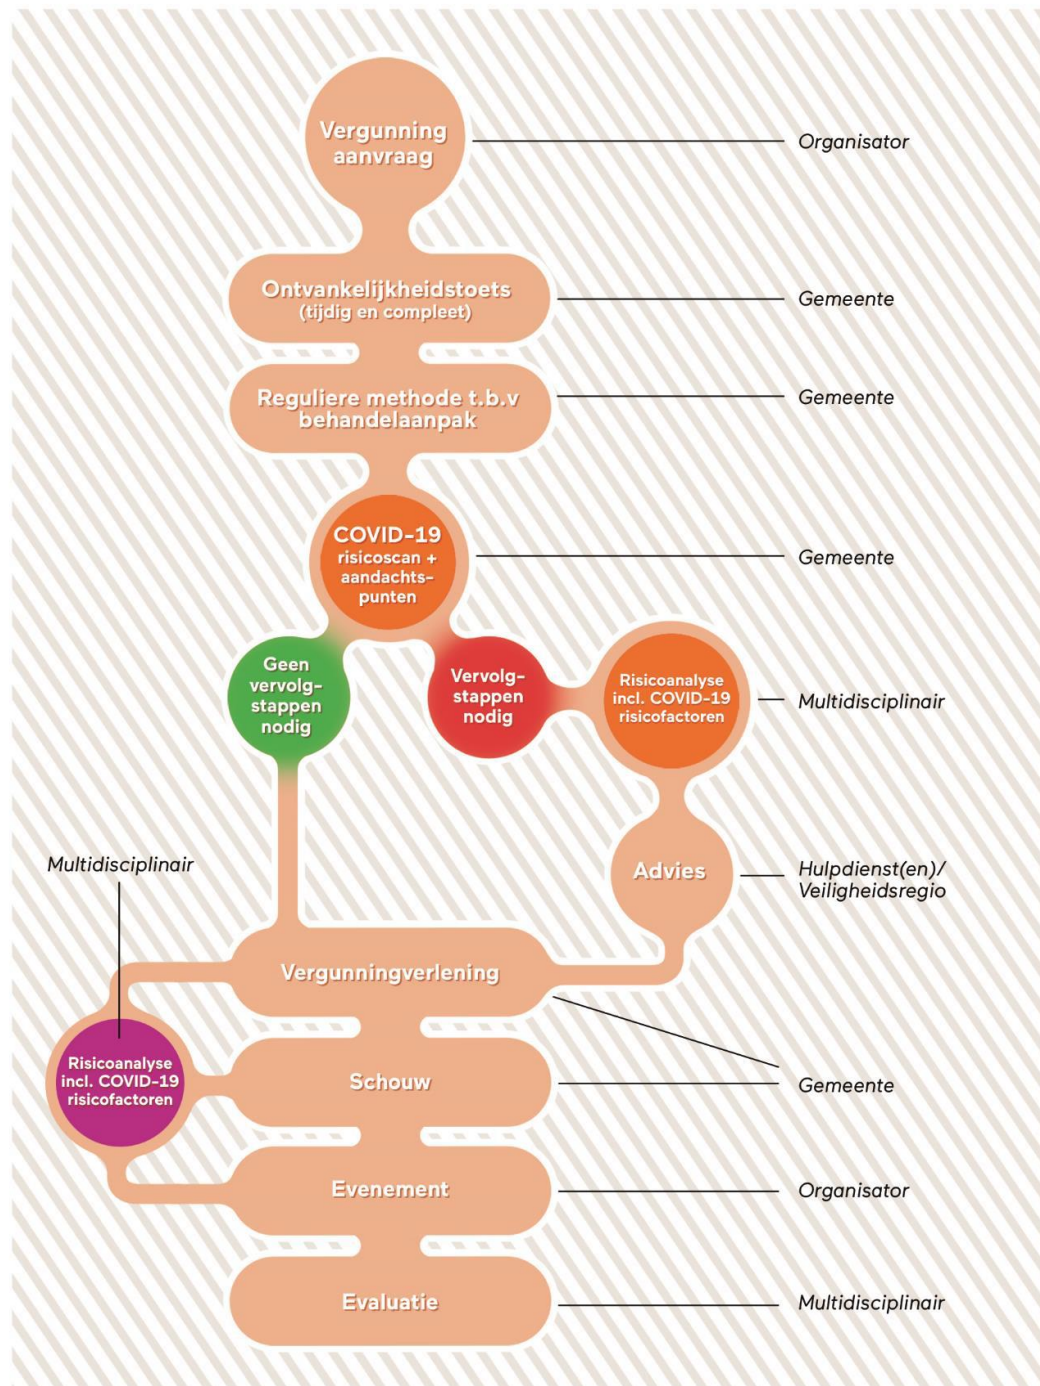 Vergunning
aanvraag
Organisator
Ontvankelijkheidstoets
(tijdig en compleet)
Gemeente
Reguliere methode t.b.v
behandelaanpak
Gemeente
COVID-19
risicoscan +
aandachts-
punten
Gemeente
Geen
vervolg-
stappen
nodig
Vervolg-
stappen
nodig
Risicoanalyse
incl. COVID-19
risicofactoren
Multidisciplinair
Advies
Hulpdienst(en)/
Veiligheidsregio
Multidisciplinair
Vergunningverlening
Risicoanalyse
incl. COVID-19
risicofactoren
Schouw
Gemeente
Evenement
Organisator
Evaluatie
Multidisciplinair